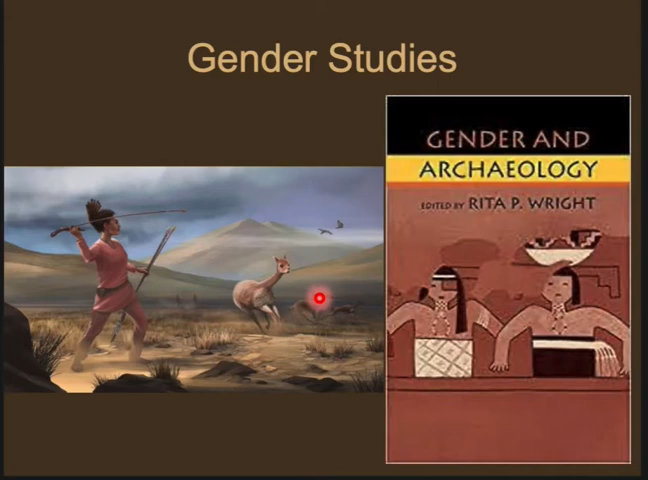 Gender Studies
GENDER AND
ARCHAEOLOGY
EDITED BY RITA P. WRIGHT